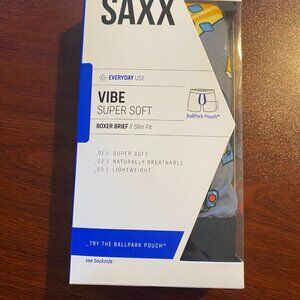 SAXX
EVERYDAY USE
VIBE
SUPER SOFT
BallPark Pouch™
BOXER BRIEF // Slim Fit
_01 / SUPER SOFT
_02 / NATURALLY BREATHABLE
_03 / LIGHTWEIGHT
_TRY THE BALLPARK POUCH™
see backside